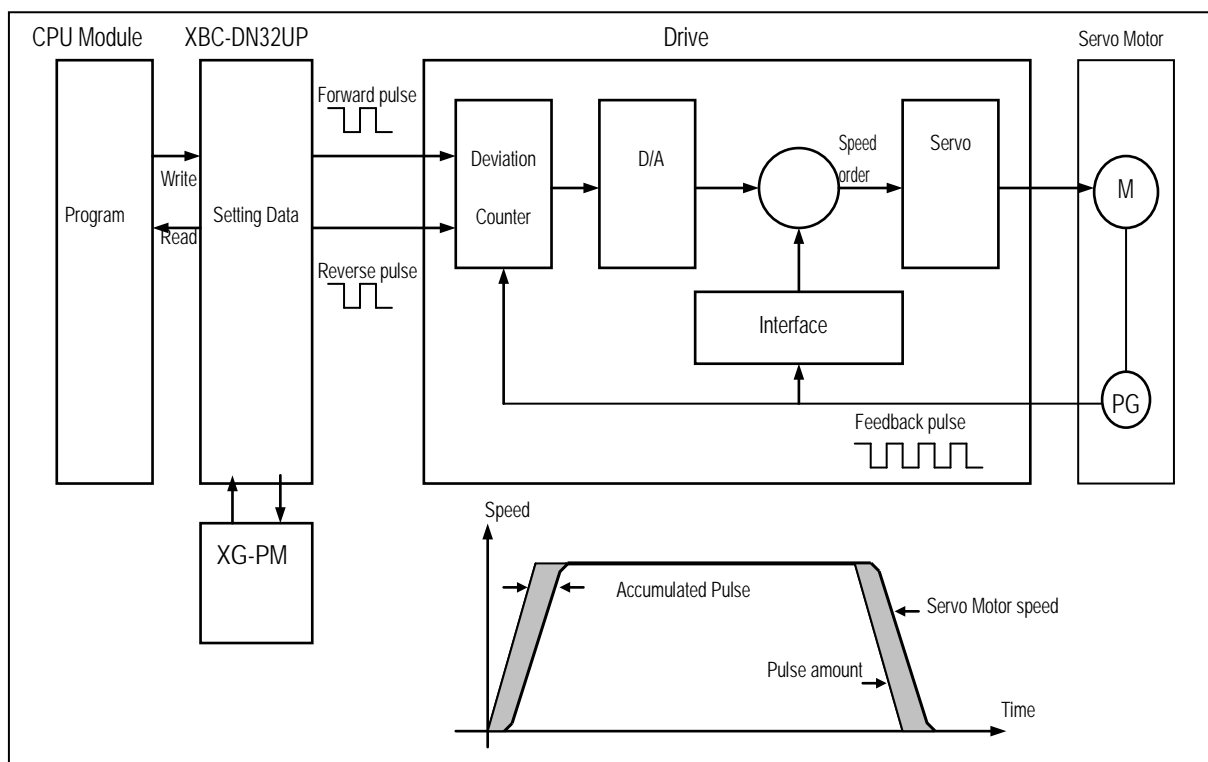 CPU Module
XBC-DN32UP
Drive
Servo Motor
Forward pulse
Deviation
Counter
D/A
Speed
order
Servo
M
Write
Program
Setting Data
Read
Reverse pulse
Interface
PG
Feedback pulse
XG-PM
Speed
Accumulated Pulse
Servo Motor speed
Pulse amount
Time